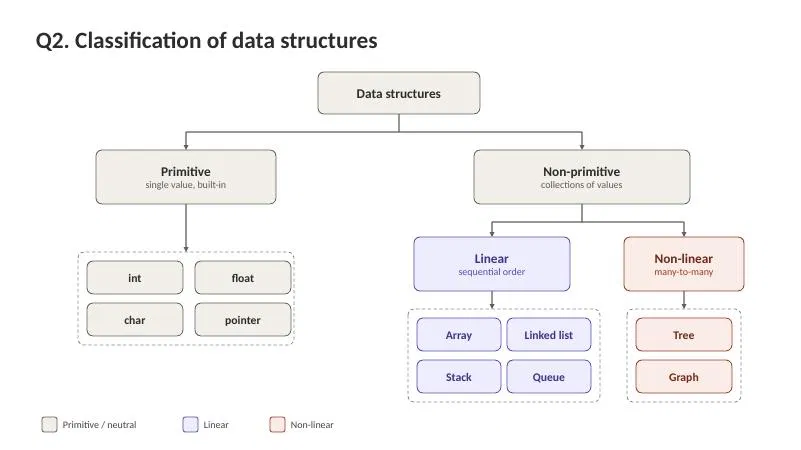 Q2. Classification of data structures
Data structures
Primitive
single value, built-in
Non-primitive
collections of values
Linear
sequential order
Non-linear
many-to-many
int
float
char
pointer
Array
Linked list
Stack
Queue
Tree
Graph
Primitive / neutral
Linear
Non-linear